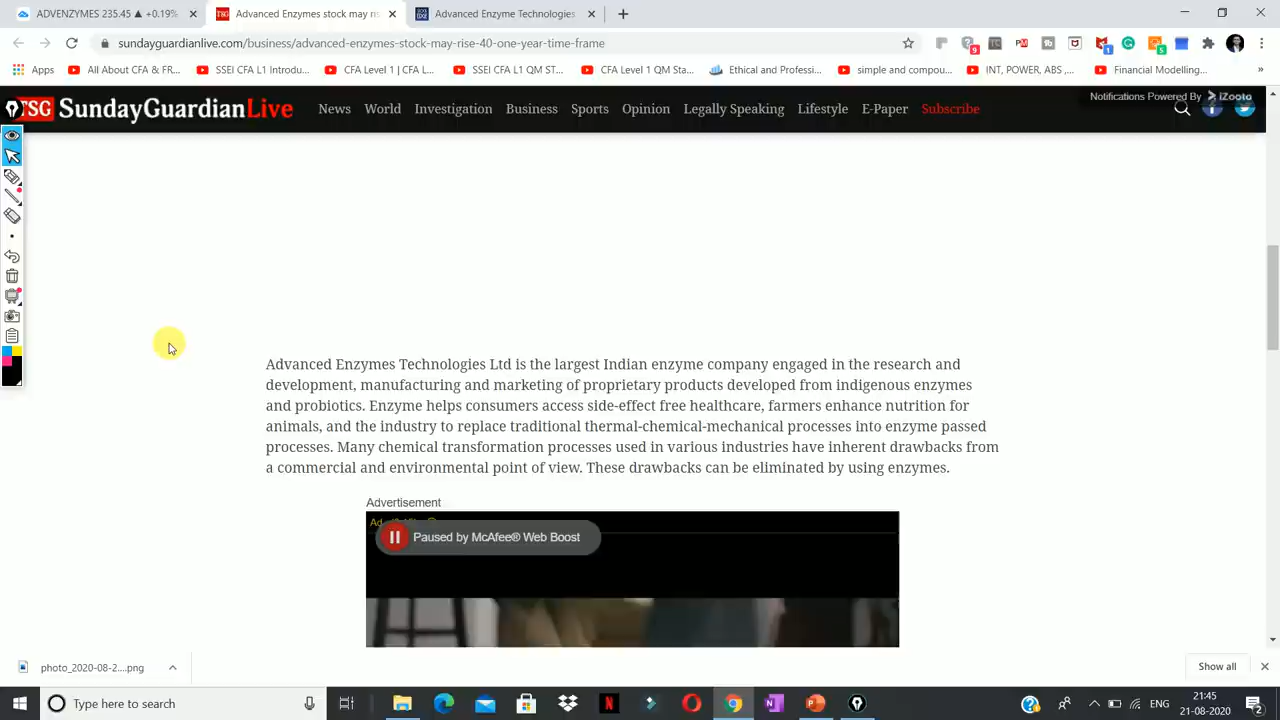 ADVENZYMES 235.45 ▲ +0.19%
Advanced Enzymes stock may ris
Advanced Enzyme Technologies
sundayguardianlive.com/business/advanced-enzymes-stock-mayrise-40-one-year-time-frame
9
1
5
Apps
All About CFA & FR...
SSEI CFA L1 Introdu...
CFA Level 1 | CFA L...
SSEI CFA L1 QM ST...
CFA Level 1 QM Sta...
Ethical and Professi...
simple and compou...
INT, POWER, ABS ,...
Financial Modelling...
»
Notifications Powered By iZooto
TSG SundayGuardianLive
News World Investigation Business Sports Opinion Legally Speaking Lifestyle E-Paper Subscribe
Advanced Enzymes Technologies Ltd is the largest Indian enzyme company engaged in the research and
development, manufacturing and marketing of proprietary products developed from indigenous enzymes
and probiotics. Enzyme helps consumers access side-effect free healthcare, farmers enhance nutrition for
animals, and the industry to replace traditional thermal-chemical-mechanical processes into enzyme passed
processes. Many chemical transformation processes used in various industries have inherent drawbacks from
a commercial and environmental point of view. These drawbacks can be eliminated by using enzymes.
Advertisement
Paused by McAfee® Web Boost
photo_2020-08-2....png
Show all
Type here to search
ENG
21:45
21-08-2020
2